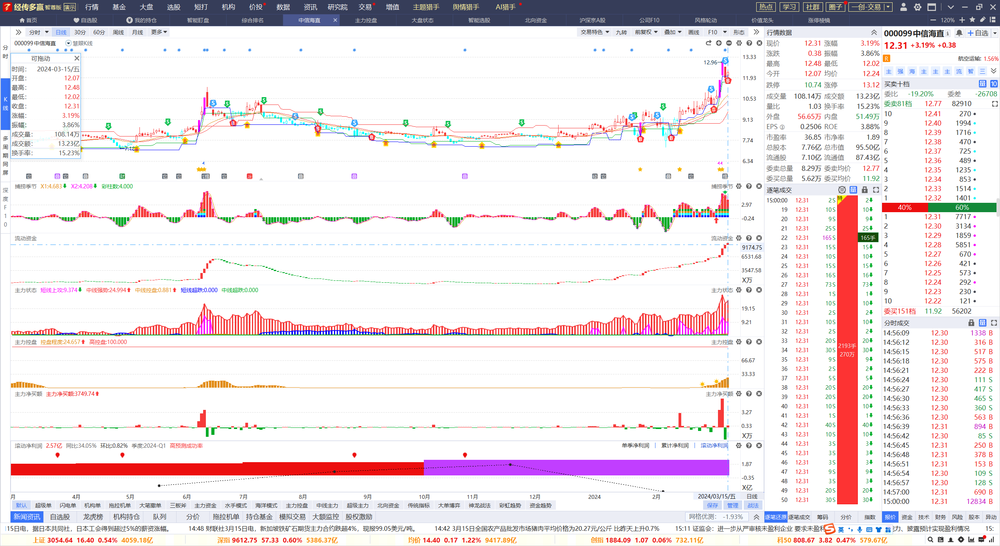 经传多赢 智尊版 演示 行情 基金 大盘 选股 短打 机构 价投 数据 资讯 研究院 交易 增值 主题猎手 舆情猎手 AI猎手 热点 学习 社群 圈子 一创-交易
首页 自选股 我的持仓 智能盯盘 综合排名 中信海直 主力控盘 大盘状态 智能选股 北向资金 沪深京A股 公司F10 风格轮动 价值龙头 涨停棱镜 120%
分时 日线 30分 60分 周线 月线 更多 交易特色 九转 前复权 叠加 画线 F10 形态
000099 中信海直 慧眼K线
分时
K线
多周期同屏
深度F10
可拖动
时间: 2024-03-15/五
开盘: 12.07
最高: 12.48
最低: 12.02
收盘: 12.31
涨幅: 3.19%
振幅: 3.86%
成交量: 108.14万
成交额: 13.23亿
换手率: 15.23%
12.96
13.33
11.93
10.53
9.13
7.74
6.34
捕捞季节 X1:4.683 X2:4.208 彩柱数:4.000 捕捞季节
2.97
-0.24
流动资金 流动资金
9174.75
6531.68
3547.58
X万
主力状态 短线上攻:9.374 中线强势:24.994 中线控盘:0.881 短线超跌:0.000 中线超跌:0.000 主力状态
19.15
9.21
主力控盘 控盘程度:24.657 高控盘:100.000 主力控盘
66.67
33.33
主力净买额 主力净买额:3749.74 主力净买额
3.27
0.33
X万
滚动净利润 2.57亿 同比:34.05% 环比:0.82% 季度:2024-Q1 高预测成功率 单季净利润 累计净利润 滚动净利润
1.87
-0.35
X亿
月 4月 5月 6月 7月 8月 9月 10月 11月 12月 2024 2月 2024/03/15/五 日线
默认 超级单 闪电单 机构单 拖拉机单 大笔撤单 三板斧 主力资金 水手模式 海洋模式 主力控盘 中线主力 超级主力 北向资金 传统指标 大单博弈 神龙战法 彩虹趋势 资金趋势 保存 管理 战法
新闻资讯 自选股 龙虎榜 机构持仓 队列 分价 拖拉机单 持仓基金 模拟交易 大额监控 股权激励 网格优测: -1.93%
行情数据
现价 12.31 涨幅 3.19%
涨跌 0.38 振幅 3.86%
最高 12.48 最低 12.02
今开 12.07 均价 12.24
跌停 10.74 涨停 13.12
成交量 108.14万 成交额 13.23亿
量比 1.03 换手率 15.23%
外盘 56.65万 内盘 51.49万
EPS ③ 0.2506 ROE 3.88%
市盈率 36.85 市净率 1.89
总股本 7.76亿 总市值 95.50亿
流通股 7.10亿 流通值 87.43亿
委卖总量 8.29万 委卖均价 12.77
委买总量 5.62万 委买均价 11.92
逐笔成交 单 量
15:00:00 12.31 2 S 2
19 12.31 10 S 10
20 12.31 9 S 9
21 12.31 25 S 25
22 12.31 165 S 165手
23 12.31 15 S 15
24 12.31 10 S 10
25 12.31 15 S 15
26 12.31 16 S 16
27 12.31 73 S 73
28 12.31 1 S 1
29 12.31 10 S 10
30 12.31 2 S 2
31 12.31 10 S 10
32 12.31 2 S 2
33 12.31 20 S 20
34 12.31 30 S 30
35 12.31 9 S 9
36 12.31 2 S 2
37 12.31 5 S 5
38 12.31 20 S 20
39 12.31 20 S 20
40 12.31 10 S 10
41 12.31 1 S 1
42 12.31 40 S 40
43 12.31 10 S 10
44 12.31 3 S 3
45 12.31 3 S 3
46 12.31 3 S 3
47 12.31 9 S 9
48 12.31 3 S 3
49 12.31 20 S 20
50 12.31 30 S 30
特
2193手
270万
逐笔还原 逐笔成交 筹码 分价 指数
000099 中信海直 自选
12.31 +3.19% +0.38
R 航空运输: 1.56%
主 强 海 主 主 主 流 智 三
买卖十档 量 10
委比 -19.20% 委差 -26708
委卖81档 12.77 82910
10 12.41 270
9 12.40 1994
8 12.39 1716
7 12.38 470
6 12.37 725
5 12.36 489
4 12.35 1235
3 12.34 853
2 12.33 1514
1 12.32 1401
40% 60%
1 12.31 7717
2 12.30 3134
3 12.29 1859
4 12.28 5851
5 12.27 670
6 12.26 421
7 12.25 573
8 12.24 292
9 12.23 230
10 12.22 121
委买151档 11.92 56202
分时成交 量
14:56:09 12.30 1338 B
14:56:12 12.30 316 B
14:56:15 12.30 517 B
14:56:18 12.30 575 B
14:56:21 12.30 222 B
14:56:24 12.30 111 S
14:56:27 12.30 417 S
14:56:30 12.30 465 S
14:56:33 12.30 360 S
14:56:36 12.30 563 B
14:56:39 12.31 894 B
14:56:42 12.30 85 S
14:56:45 12.31 250 B
14:56:48 12.31 378 B
14:56:51 12.31 153 B
14:56:54 12.30 109 S
14:56:57 12.30 128 S
14:57:00 12.31 690 B
15:00:00 12.31 12834 B
报价 资金 技术 财务 风险 股本 异动
15日电，据日本共同社，日本工会得到超过5%的薪资涨幅。 14:48 财联社3月15日电，新加坡铁矿石期货主力合约跌超4%，现报99.05美元/吨。 14:42 3月15日全国农产品批发市场猪肉平均价格为20.27元/公斤 比昨天上升0.7% 15:11 证监会：进一步从严审核未盈利企业 要求未盈利 英 能力、披露预计实现盈利情况 15:
上证 3054.64 16.40 0.54% 4059.18亿 深指 9612.75 57.33 0.60% 5386.37亿 均价 14.40 0.17 1.22% 9417.89亿 创指 1884.09 1.07 0.06% 732.11亿 科50 808.67 3.82 0.47% 579.67亿